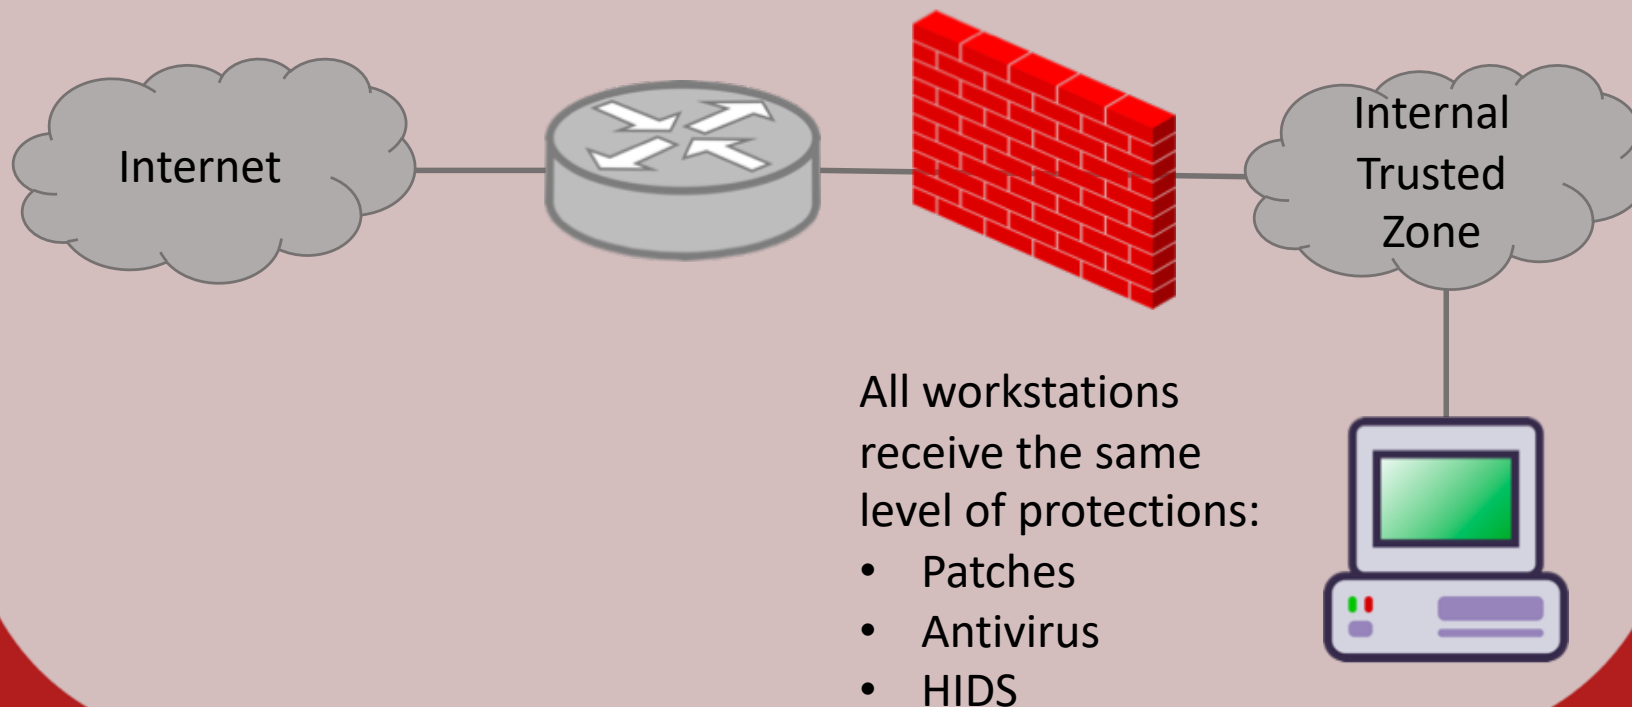 Internet
Internal
Trusted
Zone
All workstations
receive the same
level of protections:
• Patches
• Antivirus
• HIDS